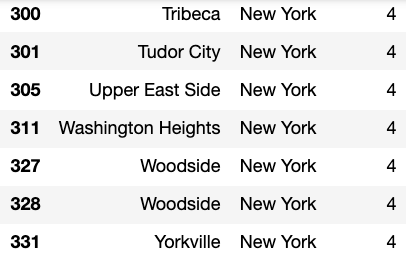 300 Tribeca New York 4
301 Tudor City New York 4
305 Upper East Side New York 4
311 Washington Heights New York 4
327 Woodside New York 4
328 Woodside New York 4
331 Yorkville New York 4